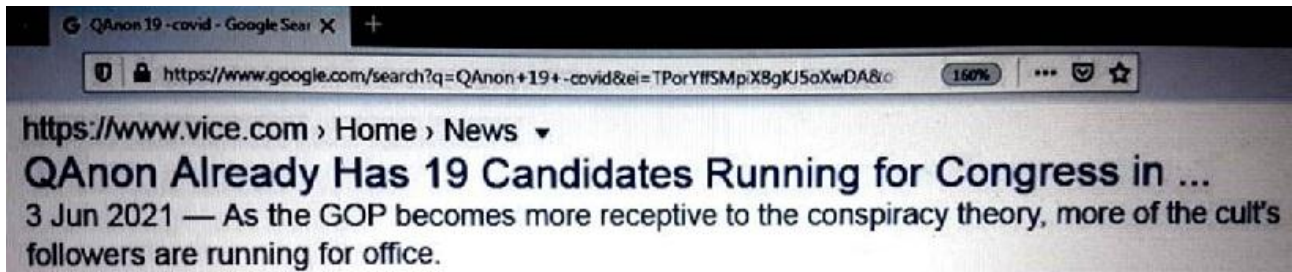 G QAnon 19 -covid - Google Sear X +
https://www.google.com/search?q=QAnon+19+-covid&ei= 160% ...
https://www.vice.com › Home › News
QAnon Already Has 19 Candidates Running for Congress in ...
3 Jun 2021 — As the GOP becomes more receptive to the conspiracy theory, more of the cult's
followers are running for office.